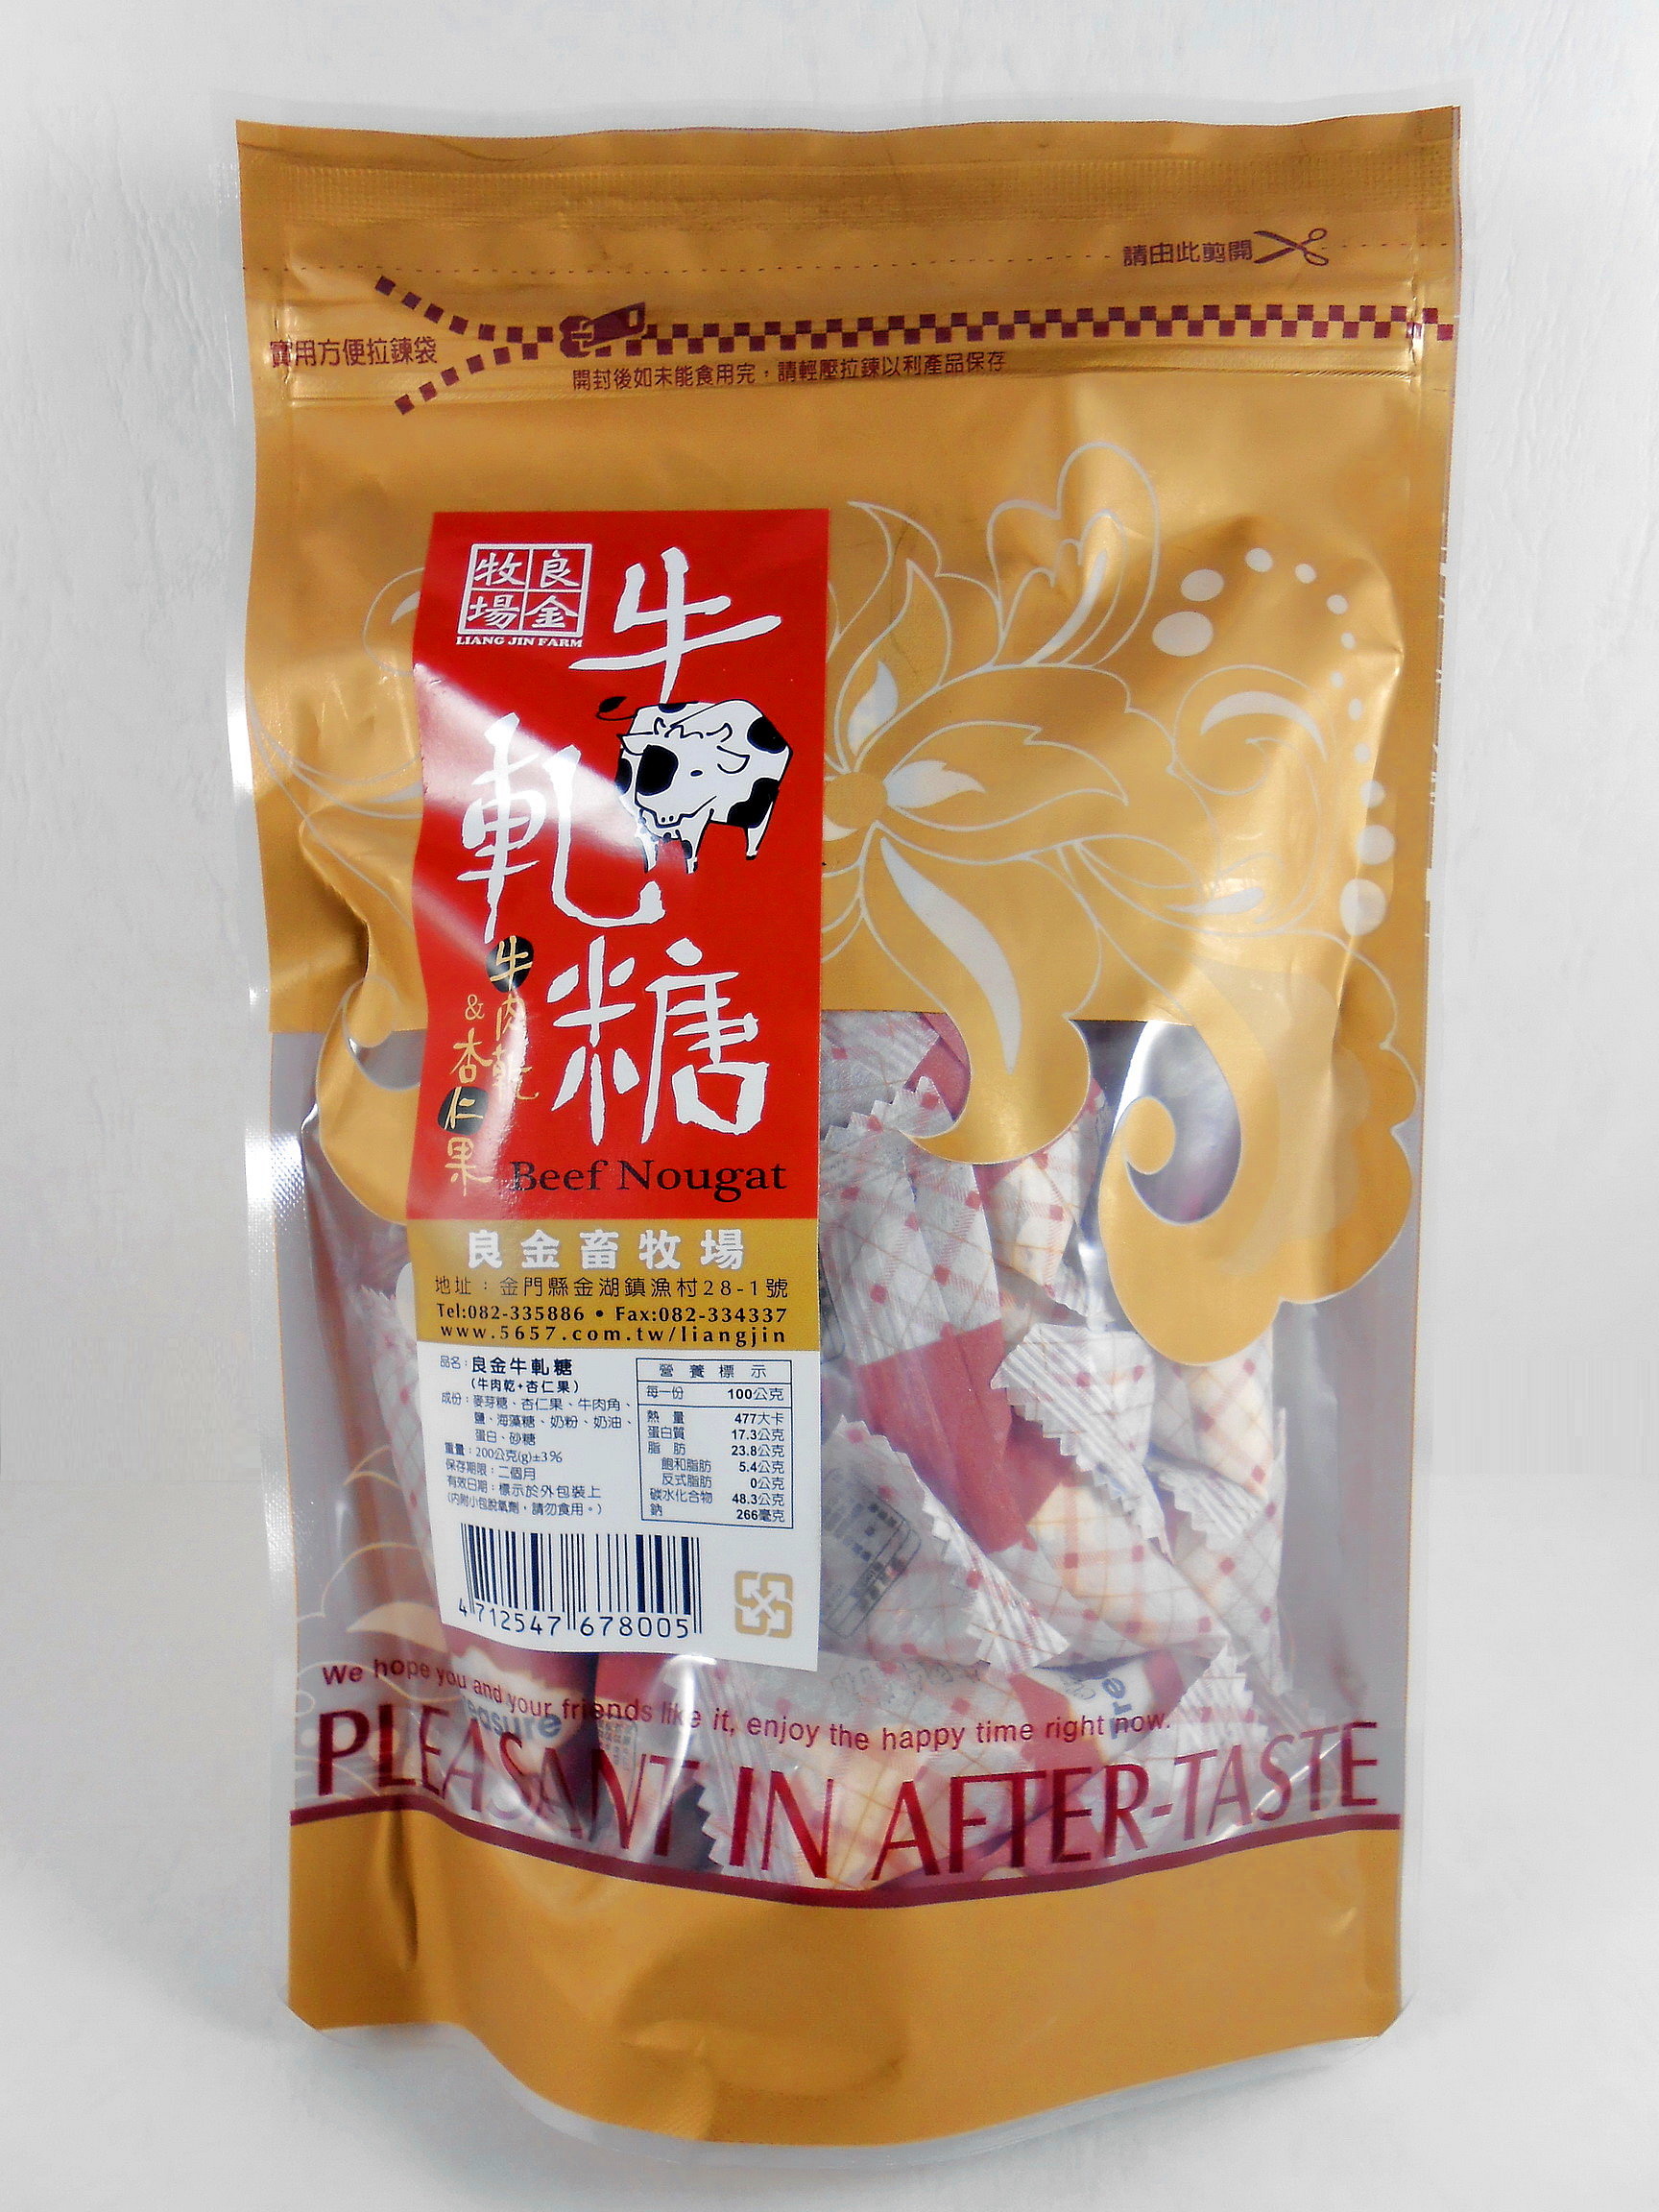 請由此剪開
實用方便拉鍊袋
開封後如未能食用完，請輕壓拉鍊以利產品保存
良金
牧場
LIANG JIN FARM
牛
軋
糖
牛肉乾
&杏仁果
Beef Nougat
良金畜牧場
地址：金門縣金湖鎮漁村28-1號
Tel:082-335886 • Fax:082-334337
www.5657.com.tw/liangjin
品名：良金牛軋糖
（牛肉乾+杏仁果）
成份：麥芽糖、杏仁果、牛肉角、
鹽、海藻糖、奶粉、奶油、
蛋白、砂糖
重量：200公克(g)±3%
保存期限：二個月
有效日期：標示於外包裝上
（內附小包脫氧劑，請勿食用。）
營養標示
每一份 100公克
熱量 477大卡
蛋白質 17.3公克
脂肪 23.8公克
飽和脂肪 5.4公克
反式脂肪 0公克
碳水化合物 48.3公克
鈉 266毫克
4 712547 678005
We hope you and your friends like it, enjoy the happy time right now.
PLEASANT IN AFTER-TASTE